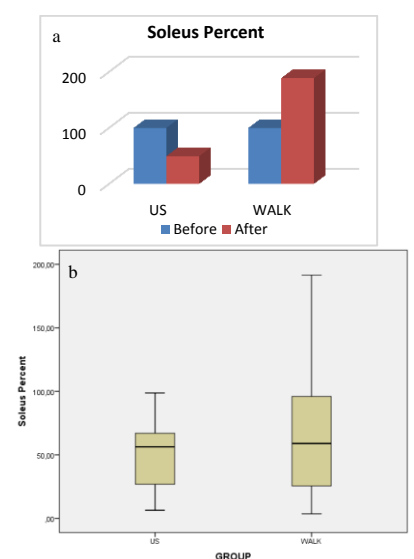 a
Soleus Percent
200
100
0
US WALK
Before After
b
200,00
150,00
100,00
50,00
,00
Soleus Percent
US WALK
GROUP